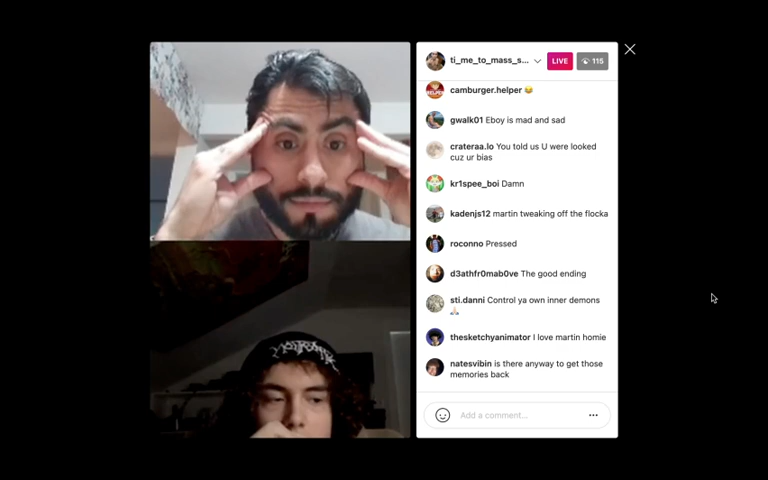 ti_me_to_mass_s...
LIVE
115
camburger.helper 😂
gwalk01 Eboy is mad and sad
crateraa.lo You told us U were looked
cuz ur bias
kr1spee_boi Damn
kadenjs12 martin tweaking off the flocka
roconno Pressed
d3athfr0mab0ve The good ending
sti.danni Control ya own inner demons
🙏🏻
thesketchyanimator I love martin homie
natesvibin is there anyway to get those
memories back
Add a comment...